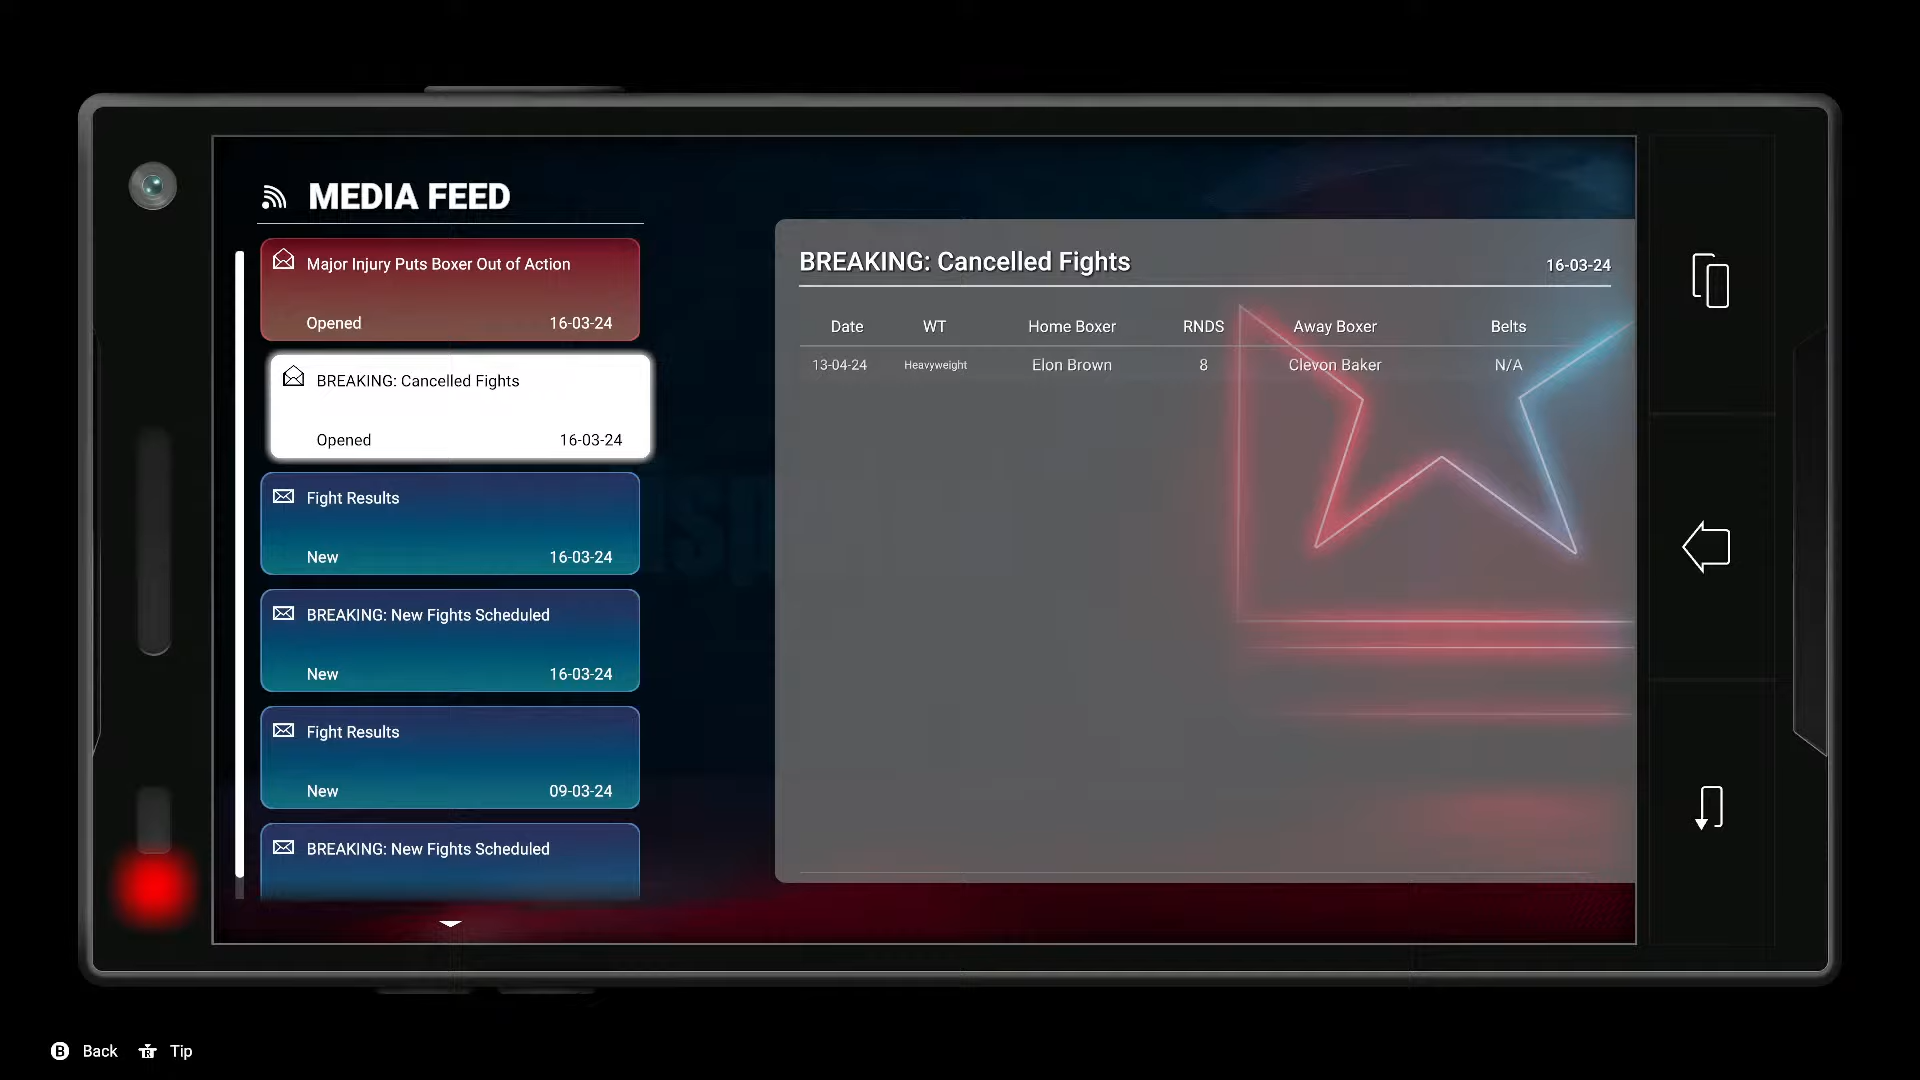 MEDIA FEED
Major Injury Puts Boxer Out of Action
Opened 16-03-24
BREAKING: Cancelled Fights
Opened 16-03-24
Fight Results
New 16-03-24
BREAKING: New Fights Scheduled
New 16-03-24
Fight Results
New 09-03-24
BREAKING: New Fights Scheduled
BREAKING: Cancelled Fights 16-03-24
Date WT Home Boxer RNDS Away Boxer Belts
13-04-24 Heavyweight Elon Brown 8 Clevon Baker N/A
B Back R Tip